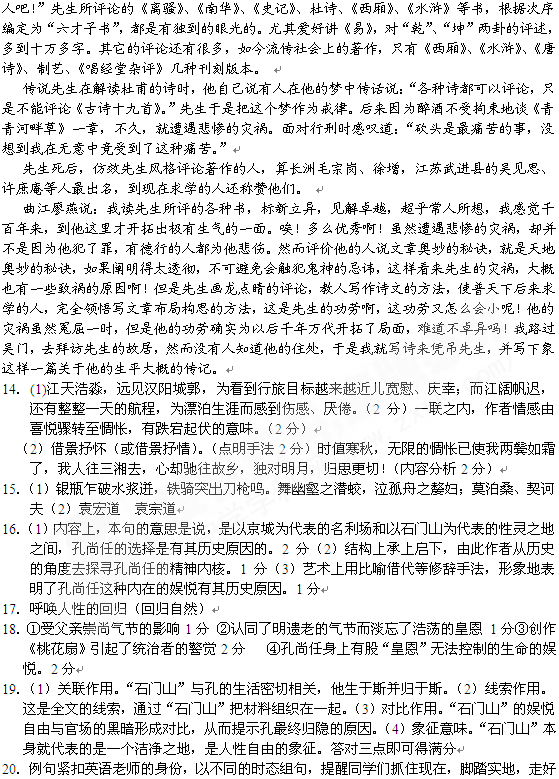 人吧！”先生所评论的《离骚》、《南华》、《史记》、杜诗、《西厢》、《水浒》等书，根据次序
编定为“六才子书”，都是有独到的眼光的。尤其爱好讲《易》，对“乾”、“坤”两卦的评述，
多到十万多字。其它的评论还有很多，如今流传社会上的著作，只有《西厢》、《水浒》、《唐
诗》、制艺、《唱经堂杂评》几种刊刻版本。
传说先生在解读杜甫的诗时，他自己说有人在他的梦中传话说：“各种诗都可以评论，只
是不能评论《古诗十九首》。”先生于是把这个梦作为戒律。后来因为醉酒不受拘束地谈《青
青河畔草》一章，不久，就遭遇悲惨的灾祸。面对行刑时感叹道：“砍头是最痛苦的事，没
想到我在无意中竟受到了这种痛苦。”
先生死后，仿效先生风格评论著作的人，算长洲毛宗岗、徐增，江苏武进县的吴见思、
许庶庵等人最出名，到现在求学的人还称赞他们。
曲江廖燕说：我读先生所评的各种书，标新立异，见解卓越，超乎常人所想，我感觉千
百年来，到他这里才开拓出极有生气的一面。唉！多么优秀啊！虽然遭遇悲惨的灾祸，却并
不是因为他犯了罪，有德行的人都为他悲伤。然而评价他的人说文章奥妙的秘诀，就是天地
奥妙的秘诀，如果阐明得太透彻，不可避免会触犯鬼神的忌讳，这样看来先生的灾祸，大概
也有一些致祸的原因啊！但是先生画龙点睛的评论，教人写作诗文的方法，使普天下后来求
学的人，完全领悟写文章布局构思的方法，这是先生的功劳啊，这功劳又怎么会小呢！他的
灾祸虽然冤屈一时，但是他的功劳确实为以后千年万代开拓了局面，难道不卓异吗！我路过
吴门，去拜访先生的故居，然而没有人知道他的住处，于是我就写诗来凭吊先生，并写下象
这样一篇关于他的生平大概的传记。
14．(1)江天浩淼，远见汉阳城郭，为看到行旅目标越来越近儿宽慰、庆幸；而江阔帆迟，
还有整整一天的航程，为漂泊生涯而感到伤感、厌倦。（2 分）一联之内，作者情感由
喜悦骤转至惆怅，有跌宕起伏的意味。（2 分）
（2）借景抒怀（或借景抒情）。（点明手法 2 分）时值寒秋，无限的惆怅已使我两鬓如霜
了，我人往三湘去，心却驰往故乡，独对明月，归思更切！（内容分析 2 分）
15．（1）银瓶乍破水浆迸，铁骑突出刀枪鸣。舞幽壑之潜蛟，泣孤舟之嫠妇；莫泊桑、契诃
夫（2）袁宏道　袁宗道
16．（1）内容上，本句的意思是说，是以京城为代表的名利场和以石门山为代表的性灵之地
之间，孔尚任的选择是有其历史原因的。2 分（2）结构上承上启下，由此作者从历史
的角度去探寻孔尚任的精神内核。1 分（3）艺术上用比喻借代等修辞手法，形象地表
明了孔尚任这种内在的娱悦有其历史原因。1 分
17．呼唤人性的回归（回归自然）
18．①受父亲崇尚气节的影响 1 分 ②认同了明遗老的气节而淡忘了浩荡的皇恩 1 分③创作
《桃花扇》引起了统治者的警觉 2 分　④孔尚任身上有股“皇恩”无法控制的生命的娱
悦。2 分
19．（1）关联作用。“石门山”与孔的生活密切相关，他生于斯并归于斯。（2）线索作用。
这是全文的线索，通过“石门山”把材料组织在一起。（3）对比作用。“石门山”的娱悦
自由与官场的黑暗形成对比，从而提示孔最终归隐的原因。（4）象征意味。“石门山”本
身就代表的是一个洁净之地，是人性自由的象征。答对三点即可得满分
20．例句紧扣英语老师的身份，以不同的时态组句，提醒同学们抓住现在，脚踏实地，走好